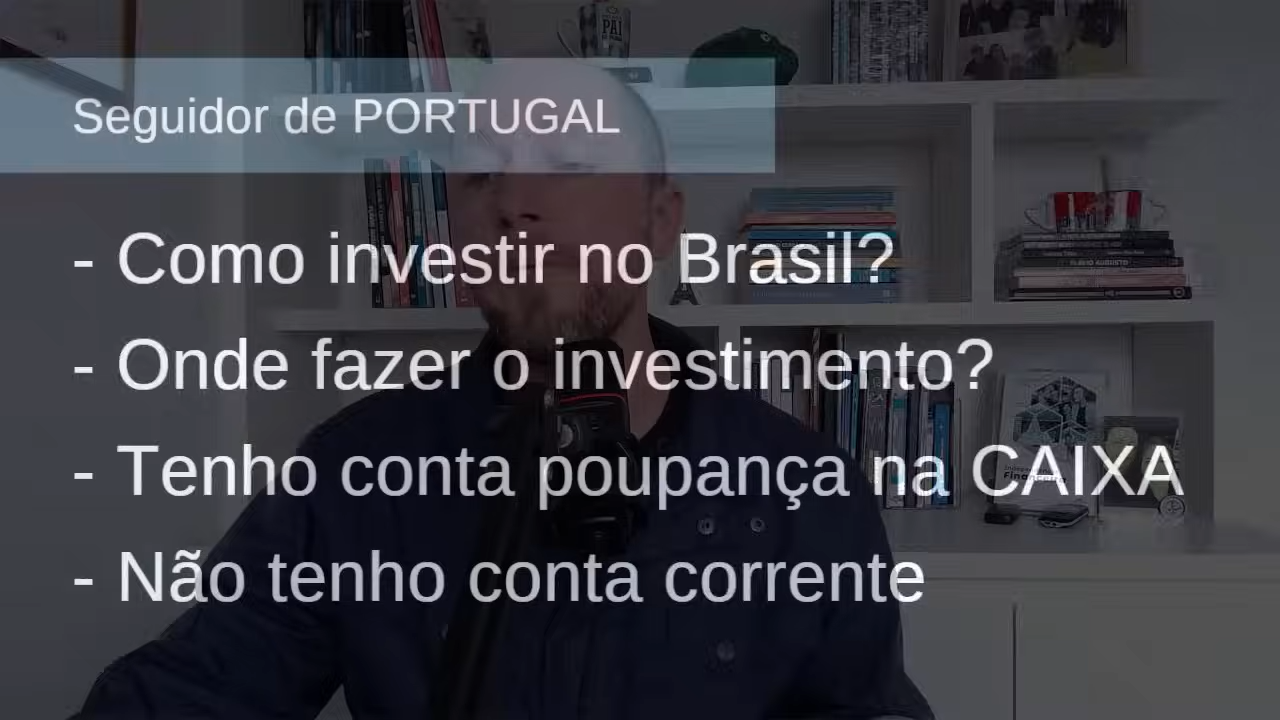 PAI
Seguidor de PORTUGAL
- Como investir no Brasil?
- Onde fazer o investimento?
- Tenho conta poupança na CAIXA
- Não tenho conta corrente